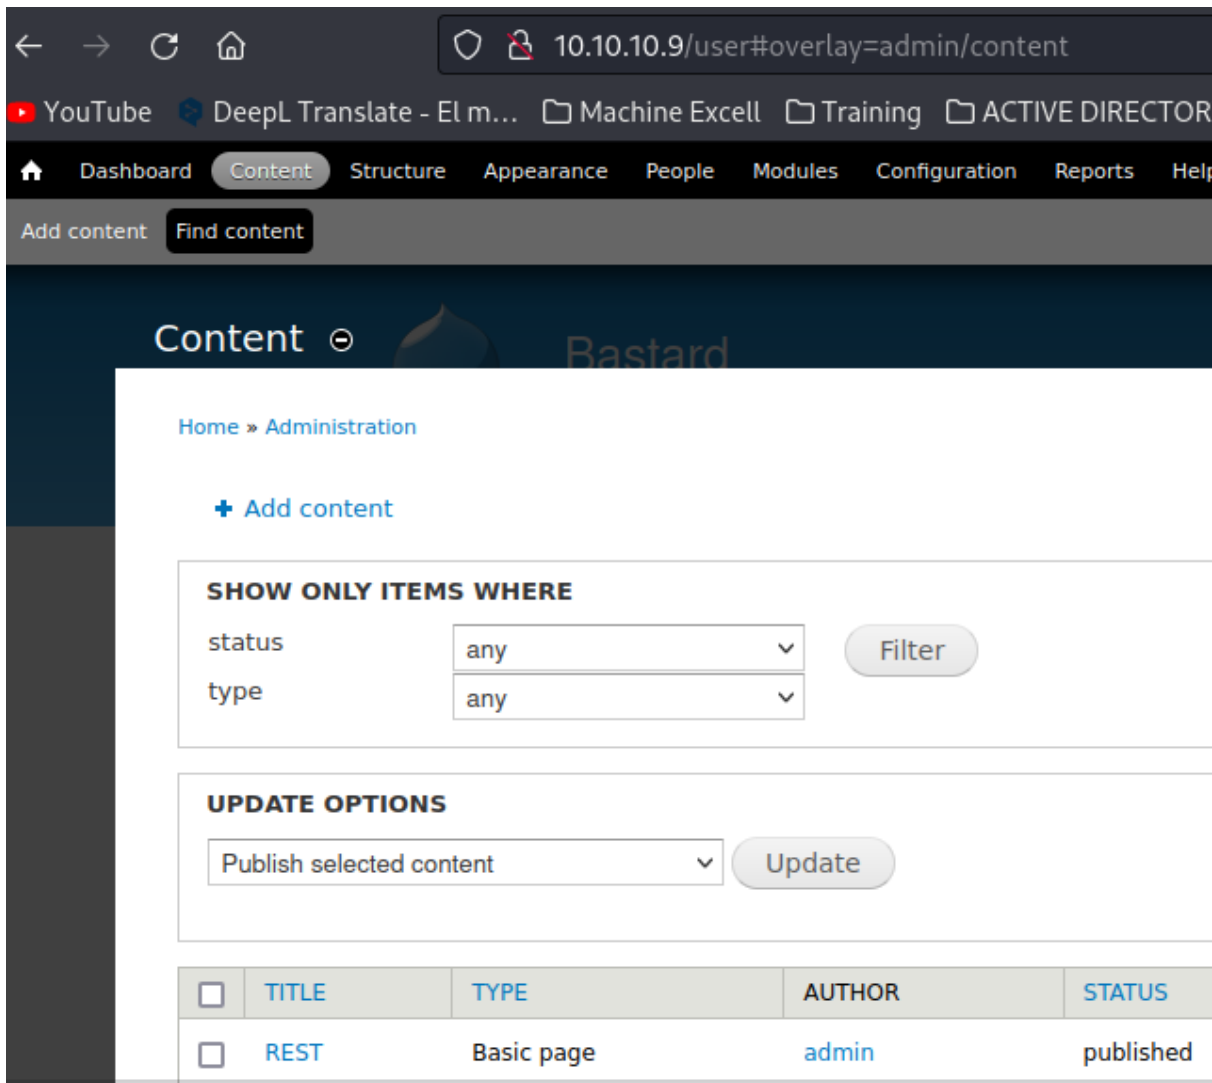 10.10.10.9/user#overlay=admin/content
YouTube DeepL Translate - El m... Machine Excell Training ACTIVE DIRECTOR
Dashboard Content Structure Appearance People Modules Configuration Reports Help
Add content Find content
Content Bastard
Home » Administration
Add content
SHOW ONLY ITEMS WHERE
status any Filter
type any
UPDATE OPTIONS
Publish selected content Update
TITLE TYPE AUTHOR STATUS
REST Basic page admin published